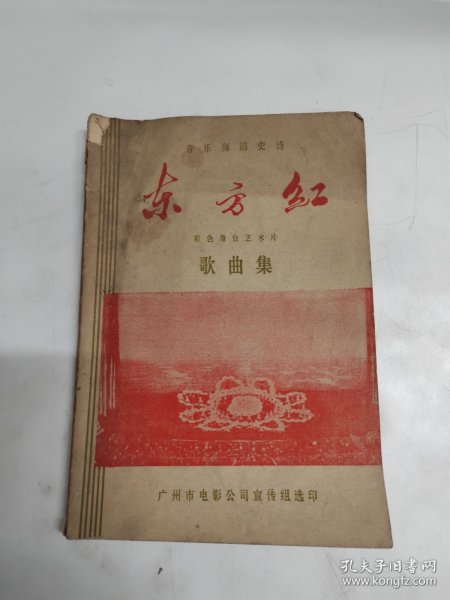 音乐舞蹈史诗
东方紅
彩色舞台艺术片
歌曲集
广州市电影公司宣传组选印
孔夫子旧书网
www.kongfz.com